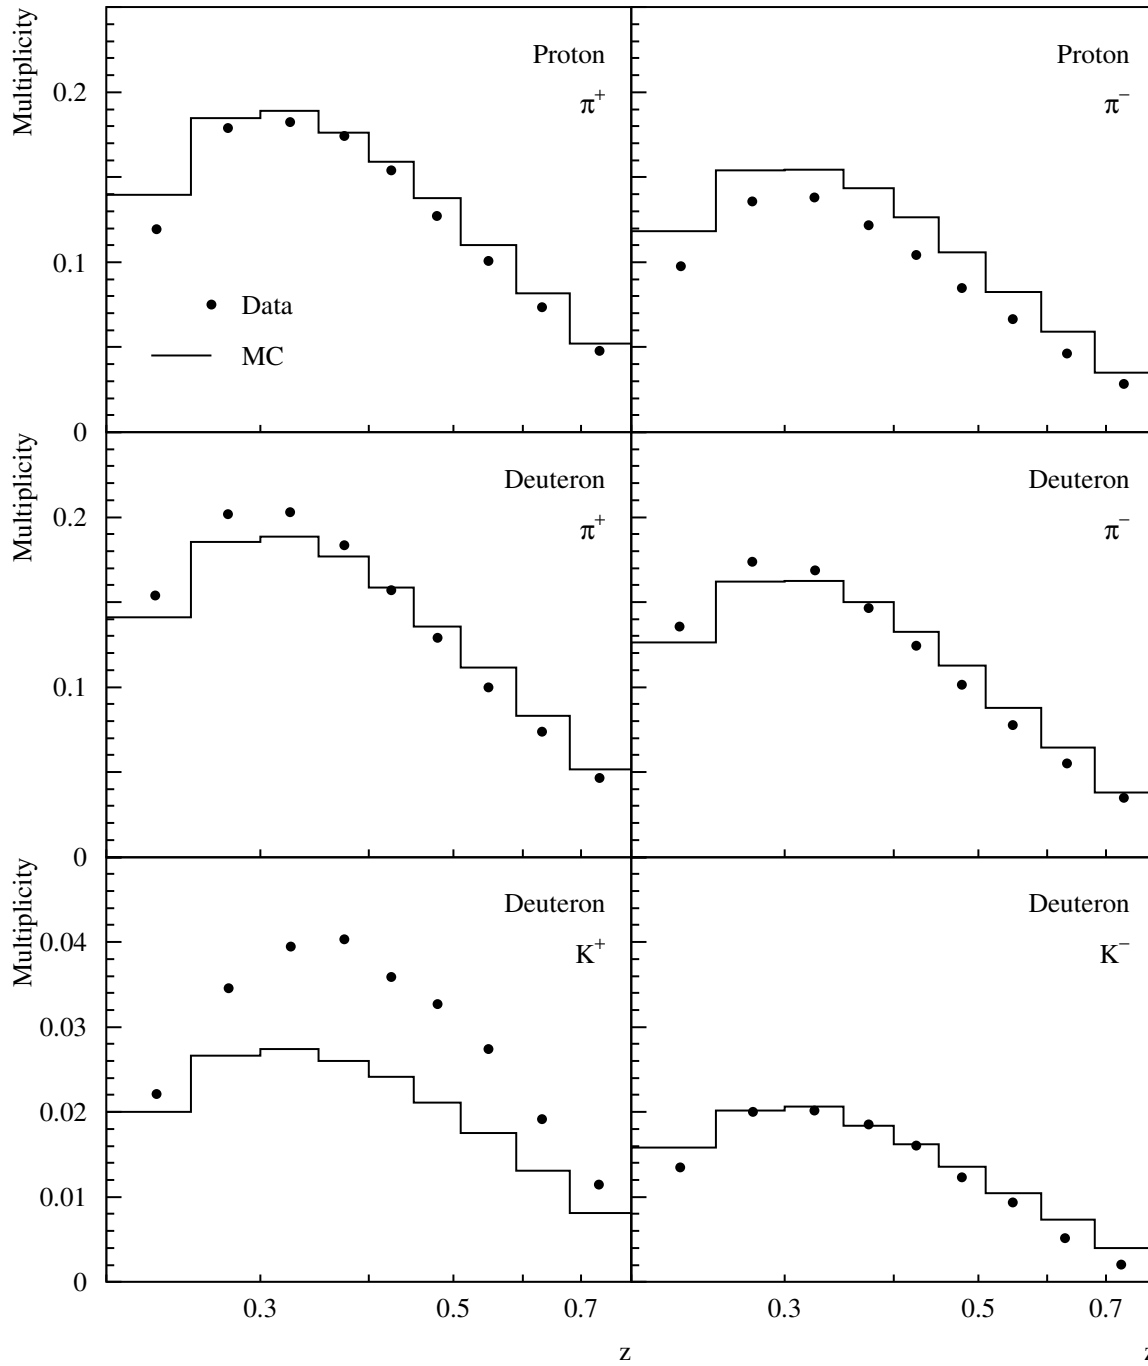 Multiplicity
Proton
π+
0.2
0.1
0
Data
MC
Proton
π−
Multiplicity
Deuteron
π+
0.2
0.1
0
Deuteron
π−
Multiplicity
Deuteron
K+
0.04
0.03
0.02
0.01
0
Deuteron
K−
0.3 0.5 0.7
0.3 0.5 0.7
z
z